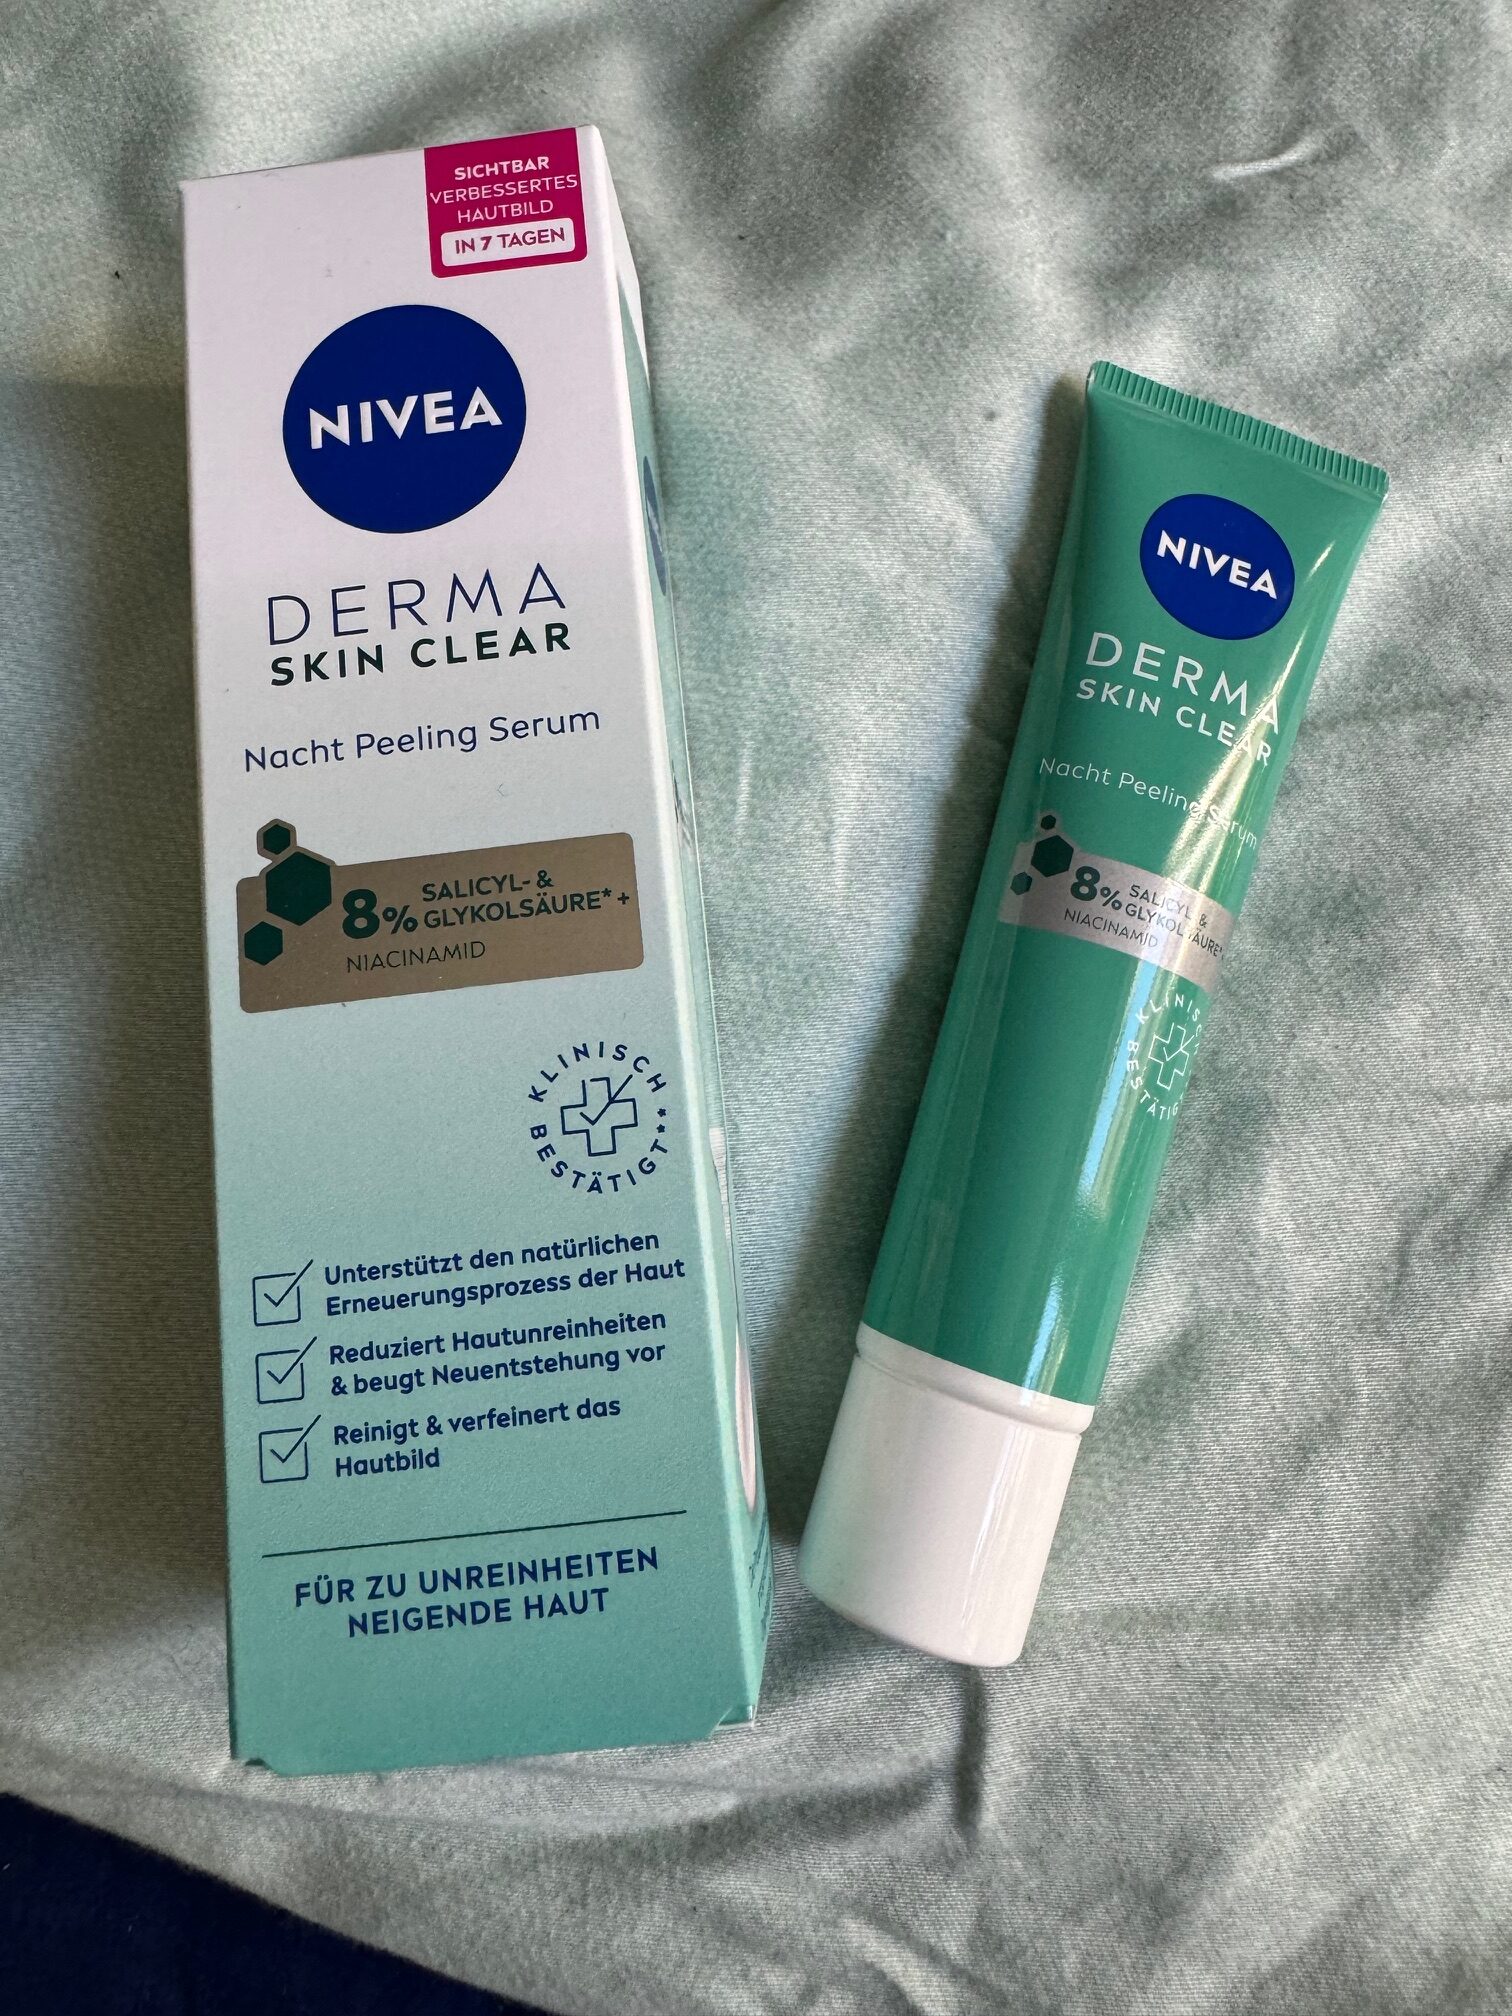 SICHTBAR
VERBESSERTES
HAUTBILD
IN 7 TAGEN
NIVEA
DERMA
SKIN CLEAR
Nacht Peeling Serum
8% SALICYL- &
GLYKOLSÄURE* +
NIACINAMID
KLINISCH
BESTÄTIGT**
Unterstützt den natürlichen
Erneuerungsprozess der Haut
Reduziert Hautunreinheiten
& beugt Neuentstehung vor
Reinigt & verfeinert das
Hautbild
FÜR ZU UNREINHEITEN
NEIGENDE HAUT
NIVEA
DERMA
SKIN CLEAR
Nacht Peeling Serum
8% SALICYL- &
GLYKOLSÄURE*
NIACINAMID
KLINISCH
BESTÄTIGT